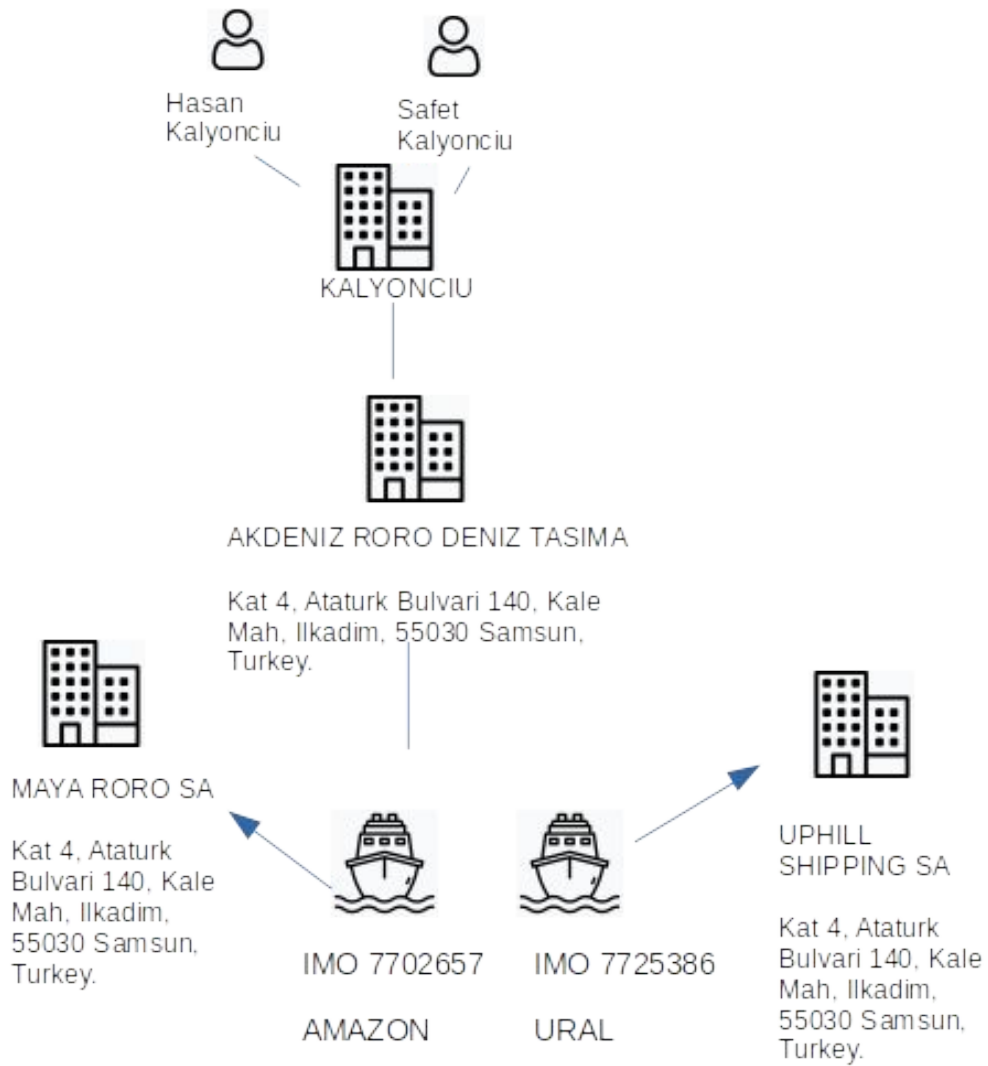 Hasan
Kalyonciu
Safet
Kalyonciu
KALYONCIU
AKDENIZ RORO DENIZ TASIMA
Kat 4, Ataturk Bulvari 140, Kale
Mah, Ilkadim, 55030 Samsun,
Turkey.
MAYA RORO SA
Kat 4, Ataturk
Bulvari 140, Kale
Mah, Ilkadim,
55030 Samsun,
Turkey.
IMO 7702657
AMAZON
IMO 7725386
URAL
UPHILL
SHIPPING SA
Kat 4, Ataturk
Bulvari 140, Kale
Mah, Ilkadim,
55030 Samsun,
Turkey.